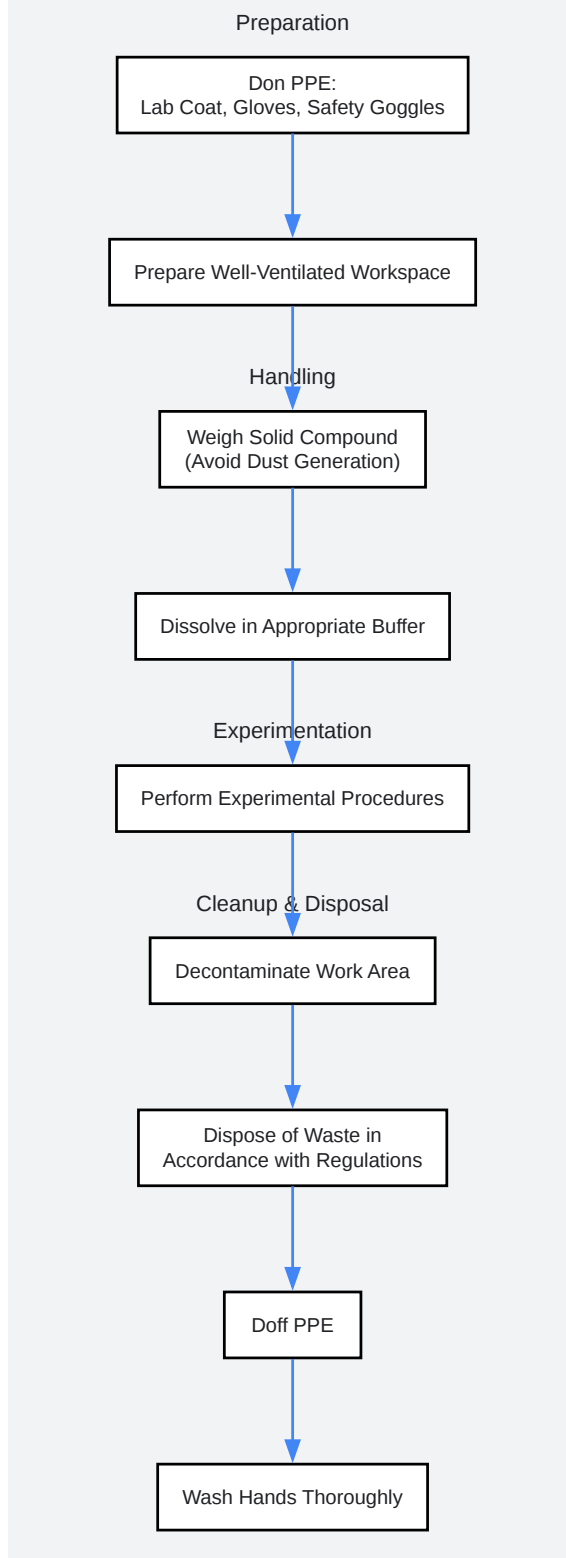 Preparation
Don PPE:
Lab Coat, Gloves, Safety Goggles
Prepare Well-Ventilated Workspace
Handling
Weigh Solid Compound
(Avoid Dust Generation)
Dissolve in Appropriate Buffer
Experimentation
Perform Experimental Procedures
Cleanup & Disposal
Decontaminate Work Area
Dispose of Waste in
Accordance with Regulations
Doff PPE
Wash Hands Thoroughly